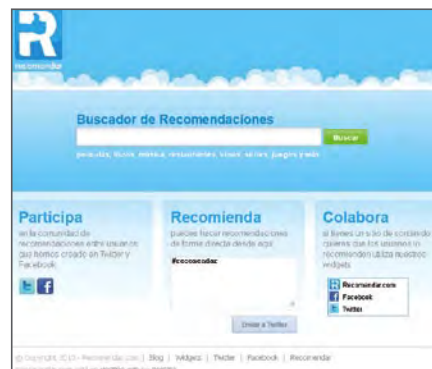 recomendar
Buscador de Recomendaciones
Buscar
películas, libros, música, restaurantes, vinos, series, juegos y más
Participa
en la comunidad de
recomendaciones entre usuarios
que hemos creado en Twitter y
Facebook.
Recomienda
puedes hacer recomendaciones
de forma directa desde aquí
#recomendar
Enviar a Twitter
Colabora
si tienes un sitio de contenido
quieres que tus usuarios lo
recomienden utiliza nuestros
widgets
Recomendar.com
Facebook
Twitter
© Copyright, 2010 - Recomendar.com | Blog | Widgets | Twitter | Facebook | Recomendar